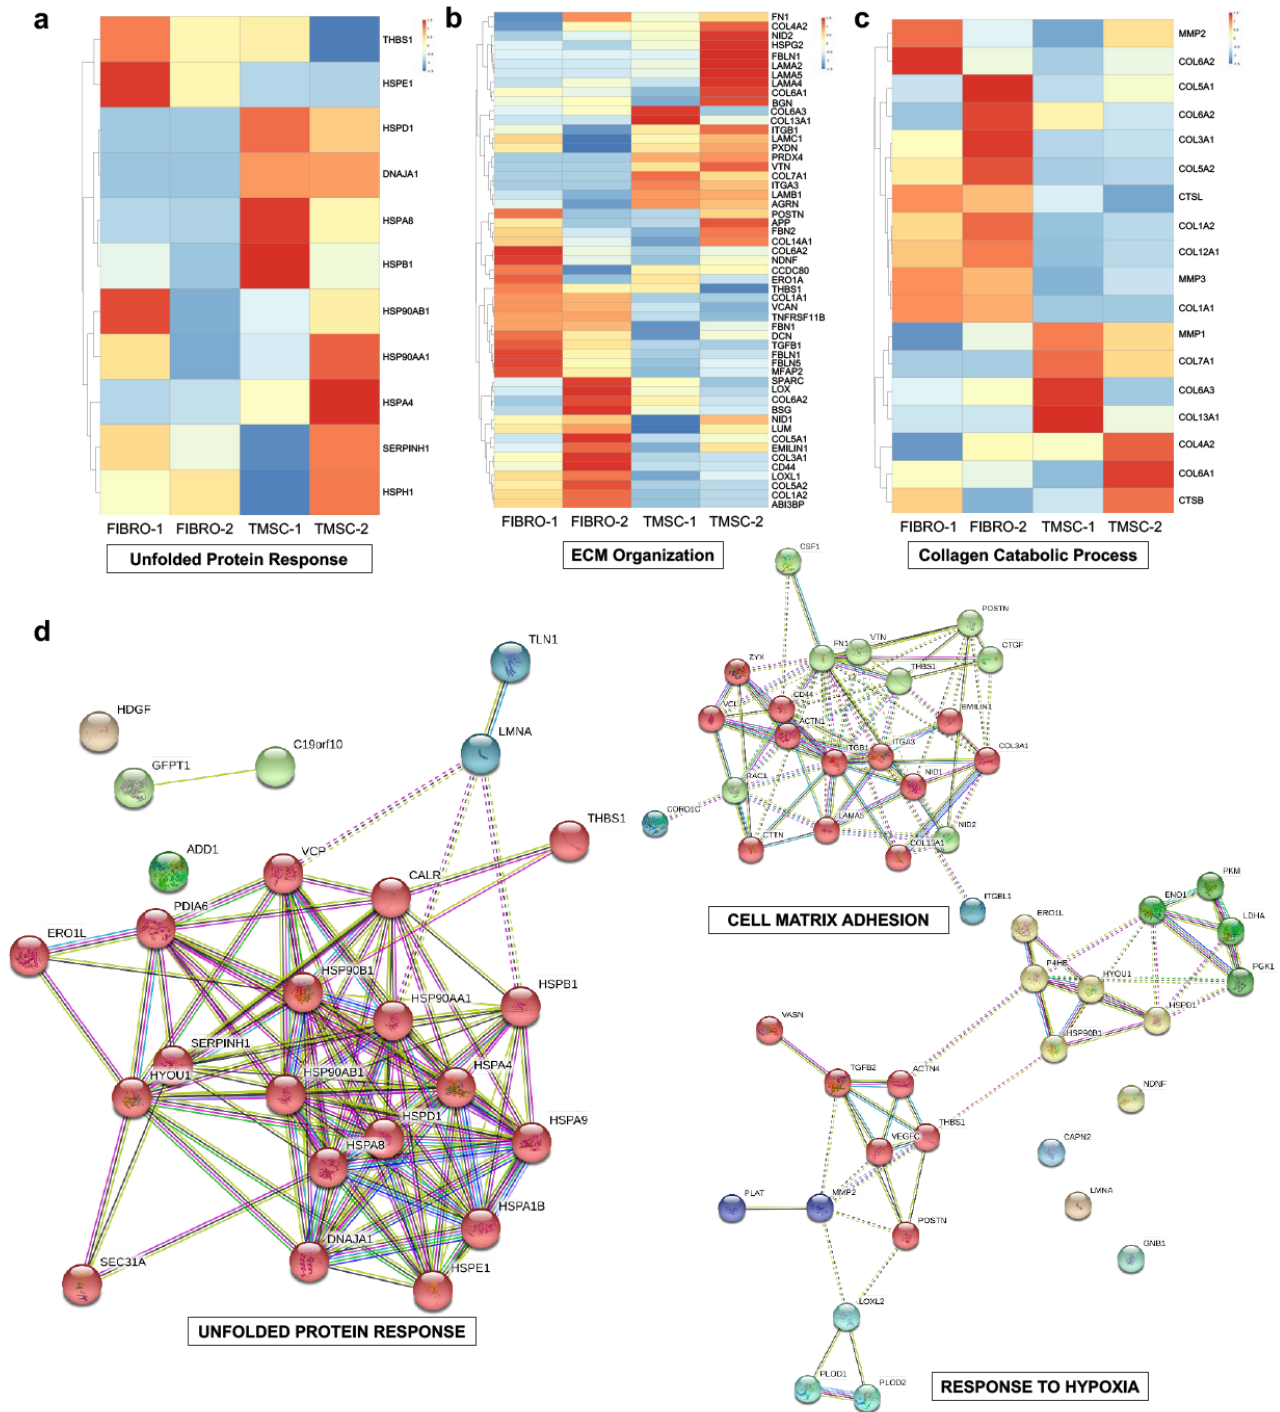 a
THBS1
HSPE1
HSPD1
DNAJA1
HSPA8
HSPB1
HSP90AB1
HSP90AA1
HSPA4
SERPINH1
HSPH1
FIBRO-1 FIBRO-2 TMSC-1 TMSC-2
Unfolded Protein Response
b
FN1
COL4A2
NID2
HSPG2
FBLN1
LAMA2
LAMA5
LAMA4
COL6A1
BGN
COL6A3
COL13A1
ITGB1
LAMC1
PXDN
PRDX4
VTN
COL7A1
ITGA3
LAMB1
AGRN
POSTN
APP
FBN2
COL14A1
COL6A2
NDNF
CCDC80
ERO1A
THBS1
COL1A1
VCAN
TNFRSF11B
FBN1
DCN
TGFB1
FBLN1
FBLN5
MFAP2
SPARC
LOX
COL6A2
BSG
NID1
LUM
COL5A1
EMILIN1
COL3A1
CD44
LOXL1
COL5A2
COL1A2
ABI3BP
FIBRO-1 FIBRO-2 TMSC-1 TMSC-2
ECM Organization
c
MMP2
COL6A2
COL5A1
COL6A2
COL3A1
COL5A2
CTSL
COL1A2
COL12A1
MMP3
COL1A1
MMP1
COL7A1
COL6A3
COL13A1
COL4A2
COL6A1
CTSB
FIBRO-1 FIBRO-2 TMSC-1 TMSC-2
Collagen Catabolic Process
d
TLN1
HDGF
LMNA
C19orf10
GFPT1
THBS1
ADD1
VCP
CALR
PDIA6
ERO1L
HSP90B1
HSP90AA1
HSPB1
SERPINH1
HYOU1
HSP90AB1
HSPA4
HSPD1
HSPA9
HSPA8
HSPA1B
DNAJA1
SEC31A
HSPE1
UNFOLDED PROTEIN RESPONSE
CSF1
POSTN
VTN
FN1
CTGF
ZYX
THBS1
CD44
VCL
EMILIN1
ACTN1
ITGB1
ITGA3
COL3A1
RAC1
NID1
CORO1C
LAMA5
NID2
CTTN
COL13A1
ITGBL1
CELL MATRIX ADHESION
PKM
ENO1
LDHA
ERO1L
P4HB
HYOU1
PGK1
HSPD1
HSP90B1
VASN
TGFB2
ACTN4
NDNF
THBS1
VEGFC
CAPN2
PLAT
MMP2
LMNA
POSTN
GNB1
LOXL2
PLOD1
PLOD2
RESPONSE TO HYPOXIA